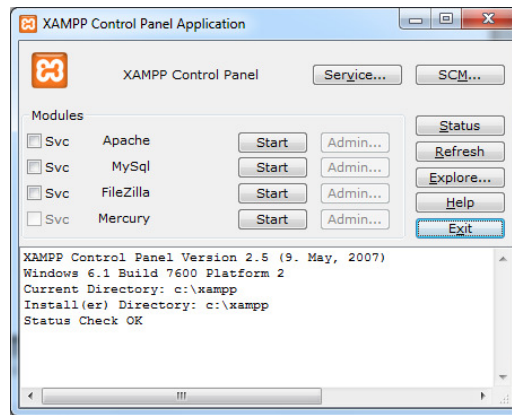 XAMPP Control Panel Application
XAMPP Control Panel Service... SCM...
Modules
Svc Apache Start Admin...
Svc MySql Start Admin...
Svc FileZilla Start Admin...
Svc Mercury Start Admin...
Status
Refresh
Explore...
Help
Exit
XAMPP Control Panel Version 2.5 (9. May, 2007)
Windows 6.1 Build 7600 Platform 2
Current Directory: c:\xampp
Install(er) Directory: c:\xampp
Status Check OK